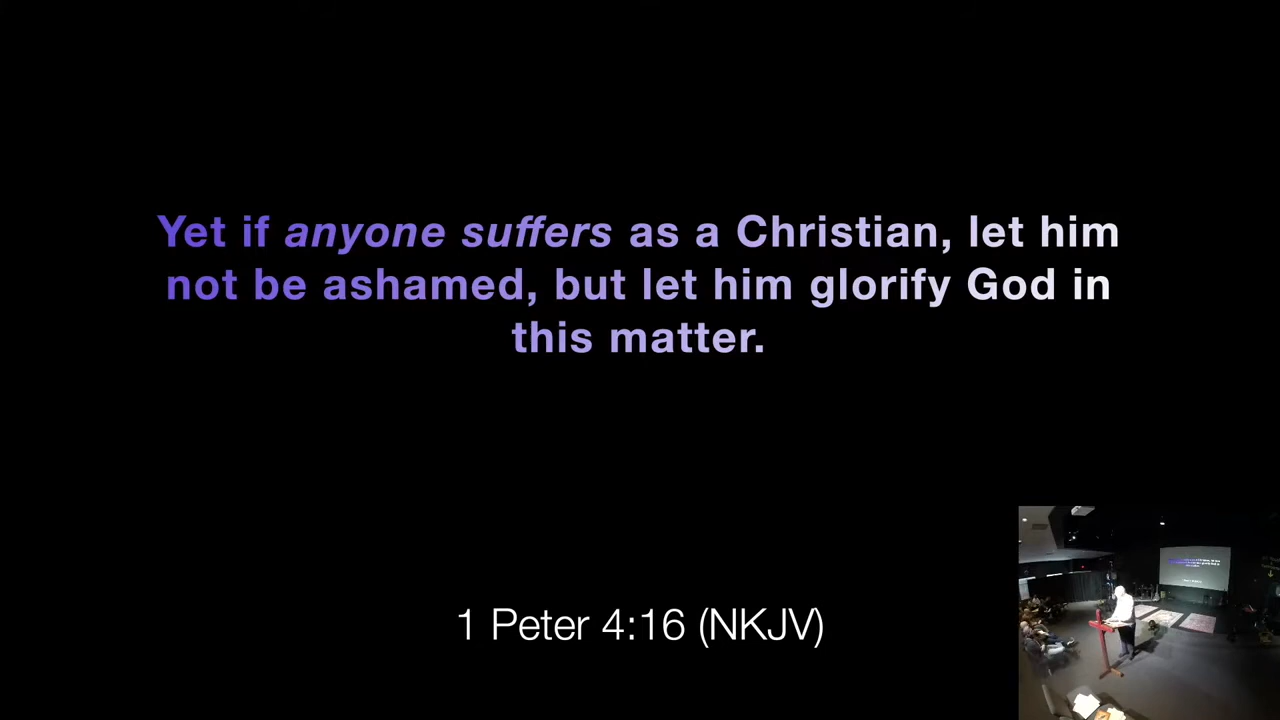 Yet if anyone suffers as a Christian, let him
not be ashamed, but let him glorify God in
this matter.
1 Peter 4:16 (NKJV)